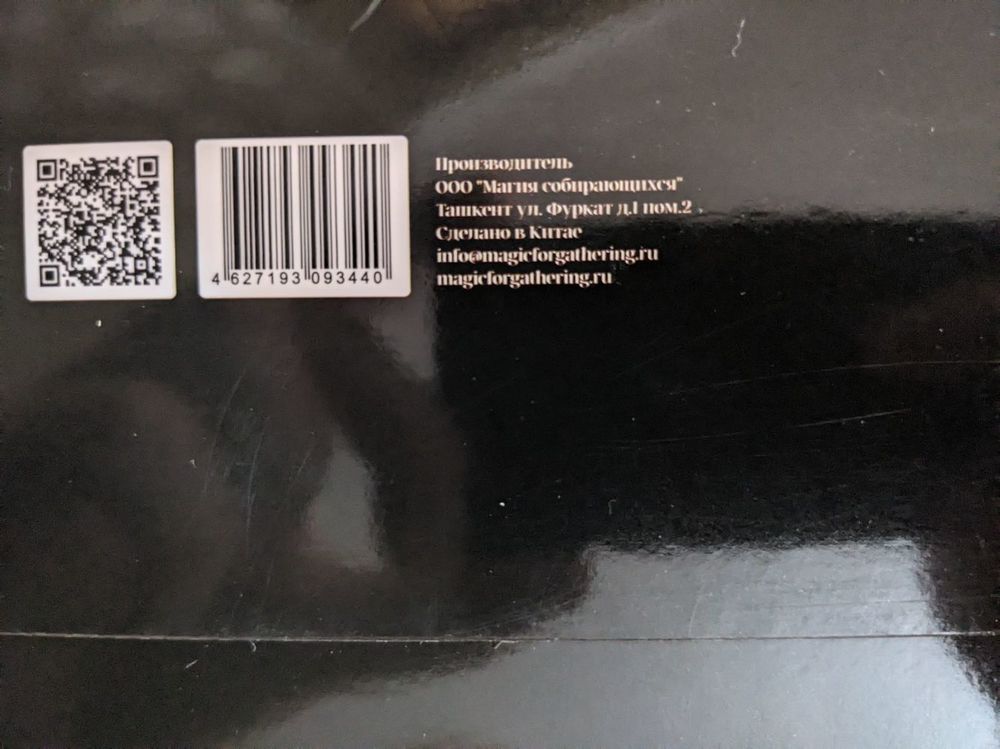 4 627193 093440
Производитель
ООО "Магия собирающихся"
Ташкент ул. Фуркат д.1 пом.2
Сделано в Китае
info@magicforgathering.ru
magicforgathering.ru